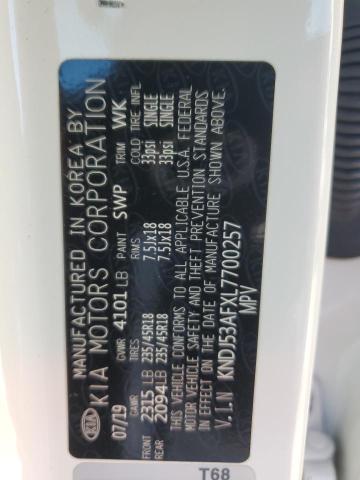 MANUFACTURED IN KOREA BY
KIA KIA MOTORS CORPORATION
07/19 GVWR 4101 LB PAINT SWP TRIM WK
GAWR TIRES RIMS COLD TIRE INFL
FRONT 2315 LB 235/45R18 7.5Jx18 33psi SINGLE
REAR 2094 LB 235/45R18 7.5Jx18 33psi SINGLE
THIS VEHICLE CONFORMS TO ALL APPLICABLE U.S.A. FEDERAL
MOTOR VEHICLE SAFETY AND THEFT PREVENTION STANDARDS
IN EFFECT ON THE DATE OF MANUFACTURE SHOWN ABOVE.
V.I.N KNDJ53AFXL7700257
MPV
T68